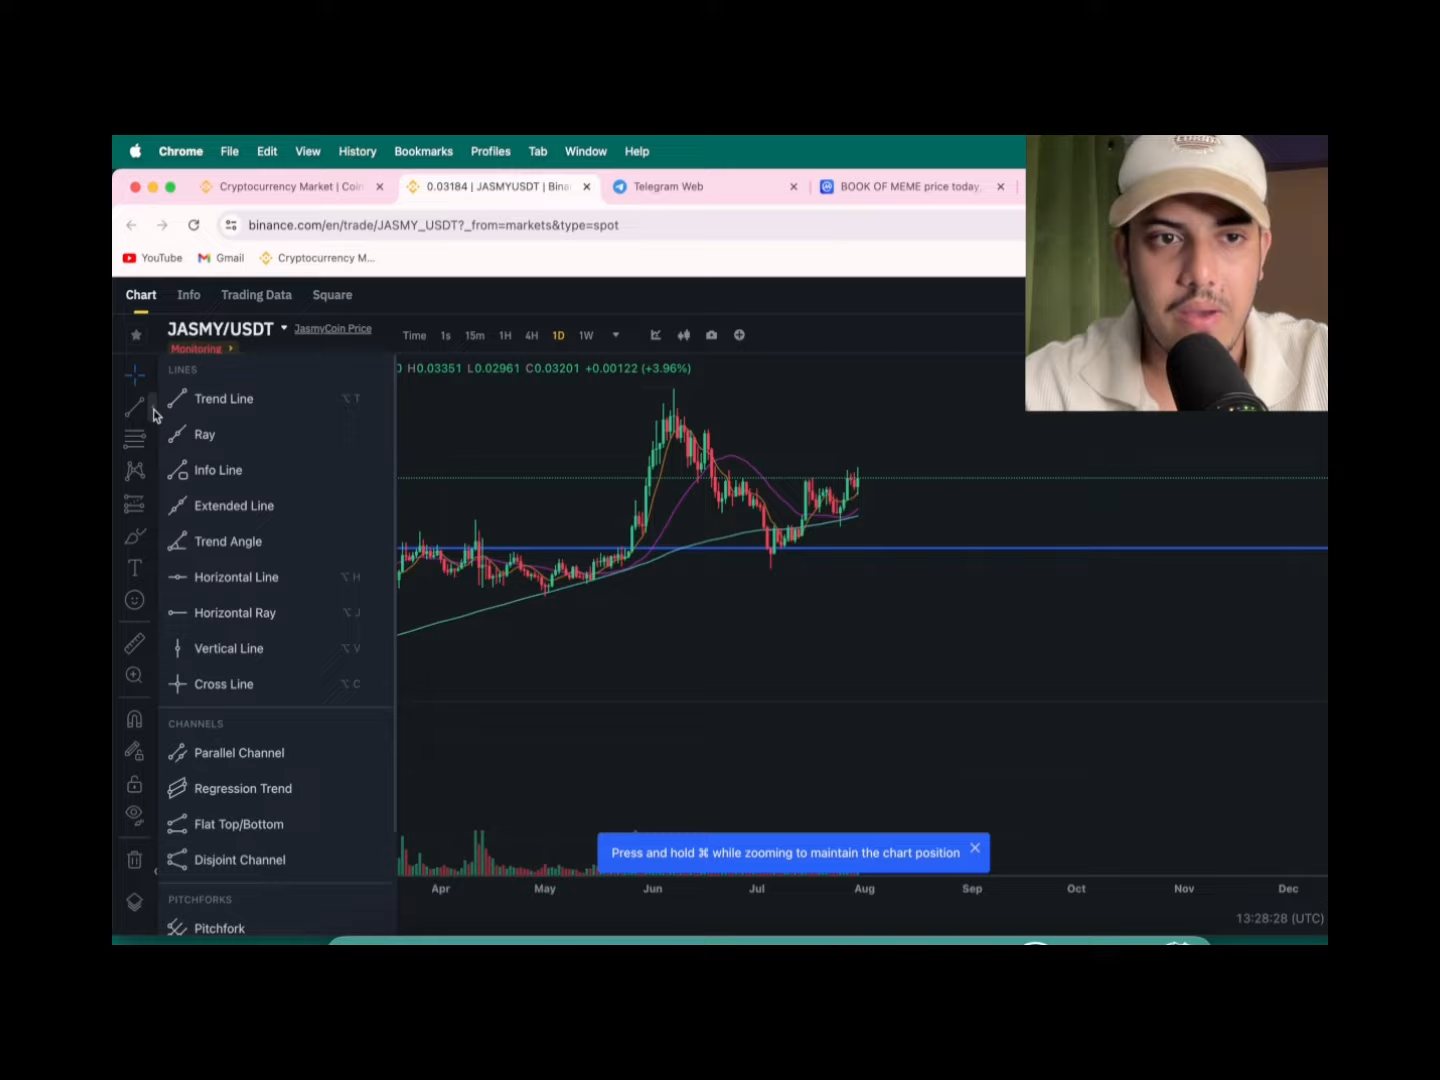 Chrome File Edit View History Bookmarks Profiles Tab Window Help
Cryptocurrency Market | Coin 0.03184 | JASMYUSDT | Bina Telegram Web BOOK OF MEME price today,
binance.com/en/trade/JASMY_USDT?_from=markets&type=spot
YouTube Gmail Cryptocurrency M...
Chart Info Trading Data Square
JASMY/USDT JasmyCoin Price Time 1s 15m 1H 4H 1D 1W
Monitoring
LINES H0.03351 L0.02961 C0.03201 +0.00122 (+3.96%)
Trend Line ⌥ T
Ray
Info Line
Extended Line
Trend Angle
Horizontal Line ⌥ H
Horizontal Ray ⌥ J
Vertical Line ⌥ V
Cross Line ⌥ C
CHANNELS
Parallel Channel
Regression Trend
Flat Top/Bottom
Disjoint Channel
Press and hold ⌘ while zooming to maintain the chart position
Apr May Jun Jul Aug Sep Oct Nov Dec
PITCHFORKS
Pitchfork
13:28:28 (UTC)